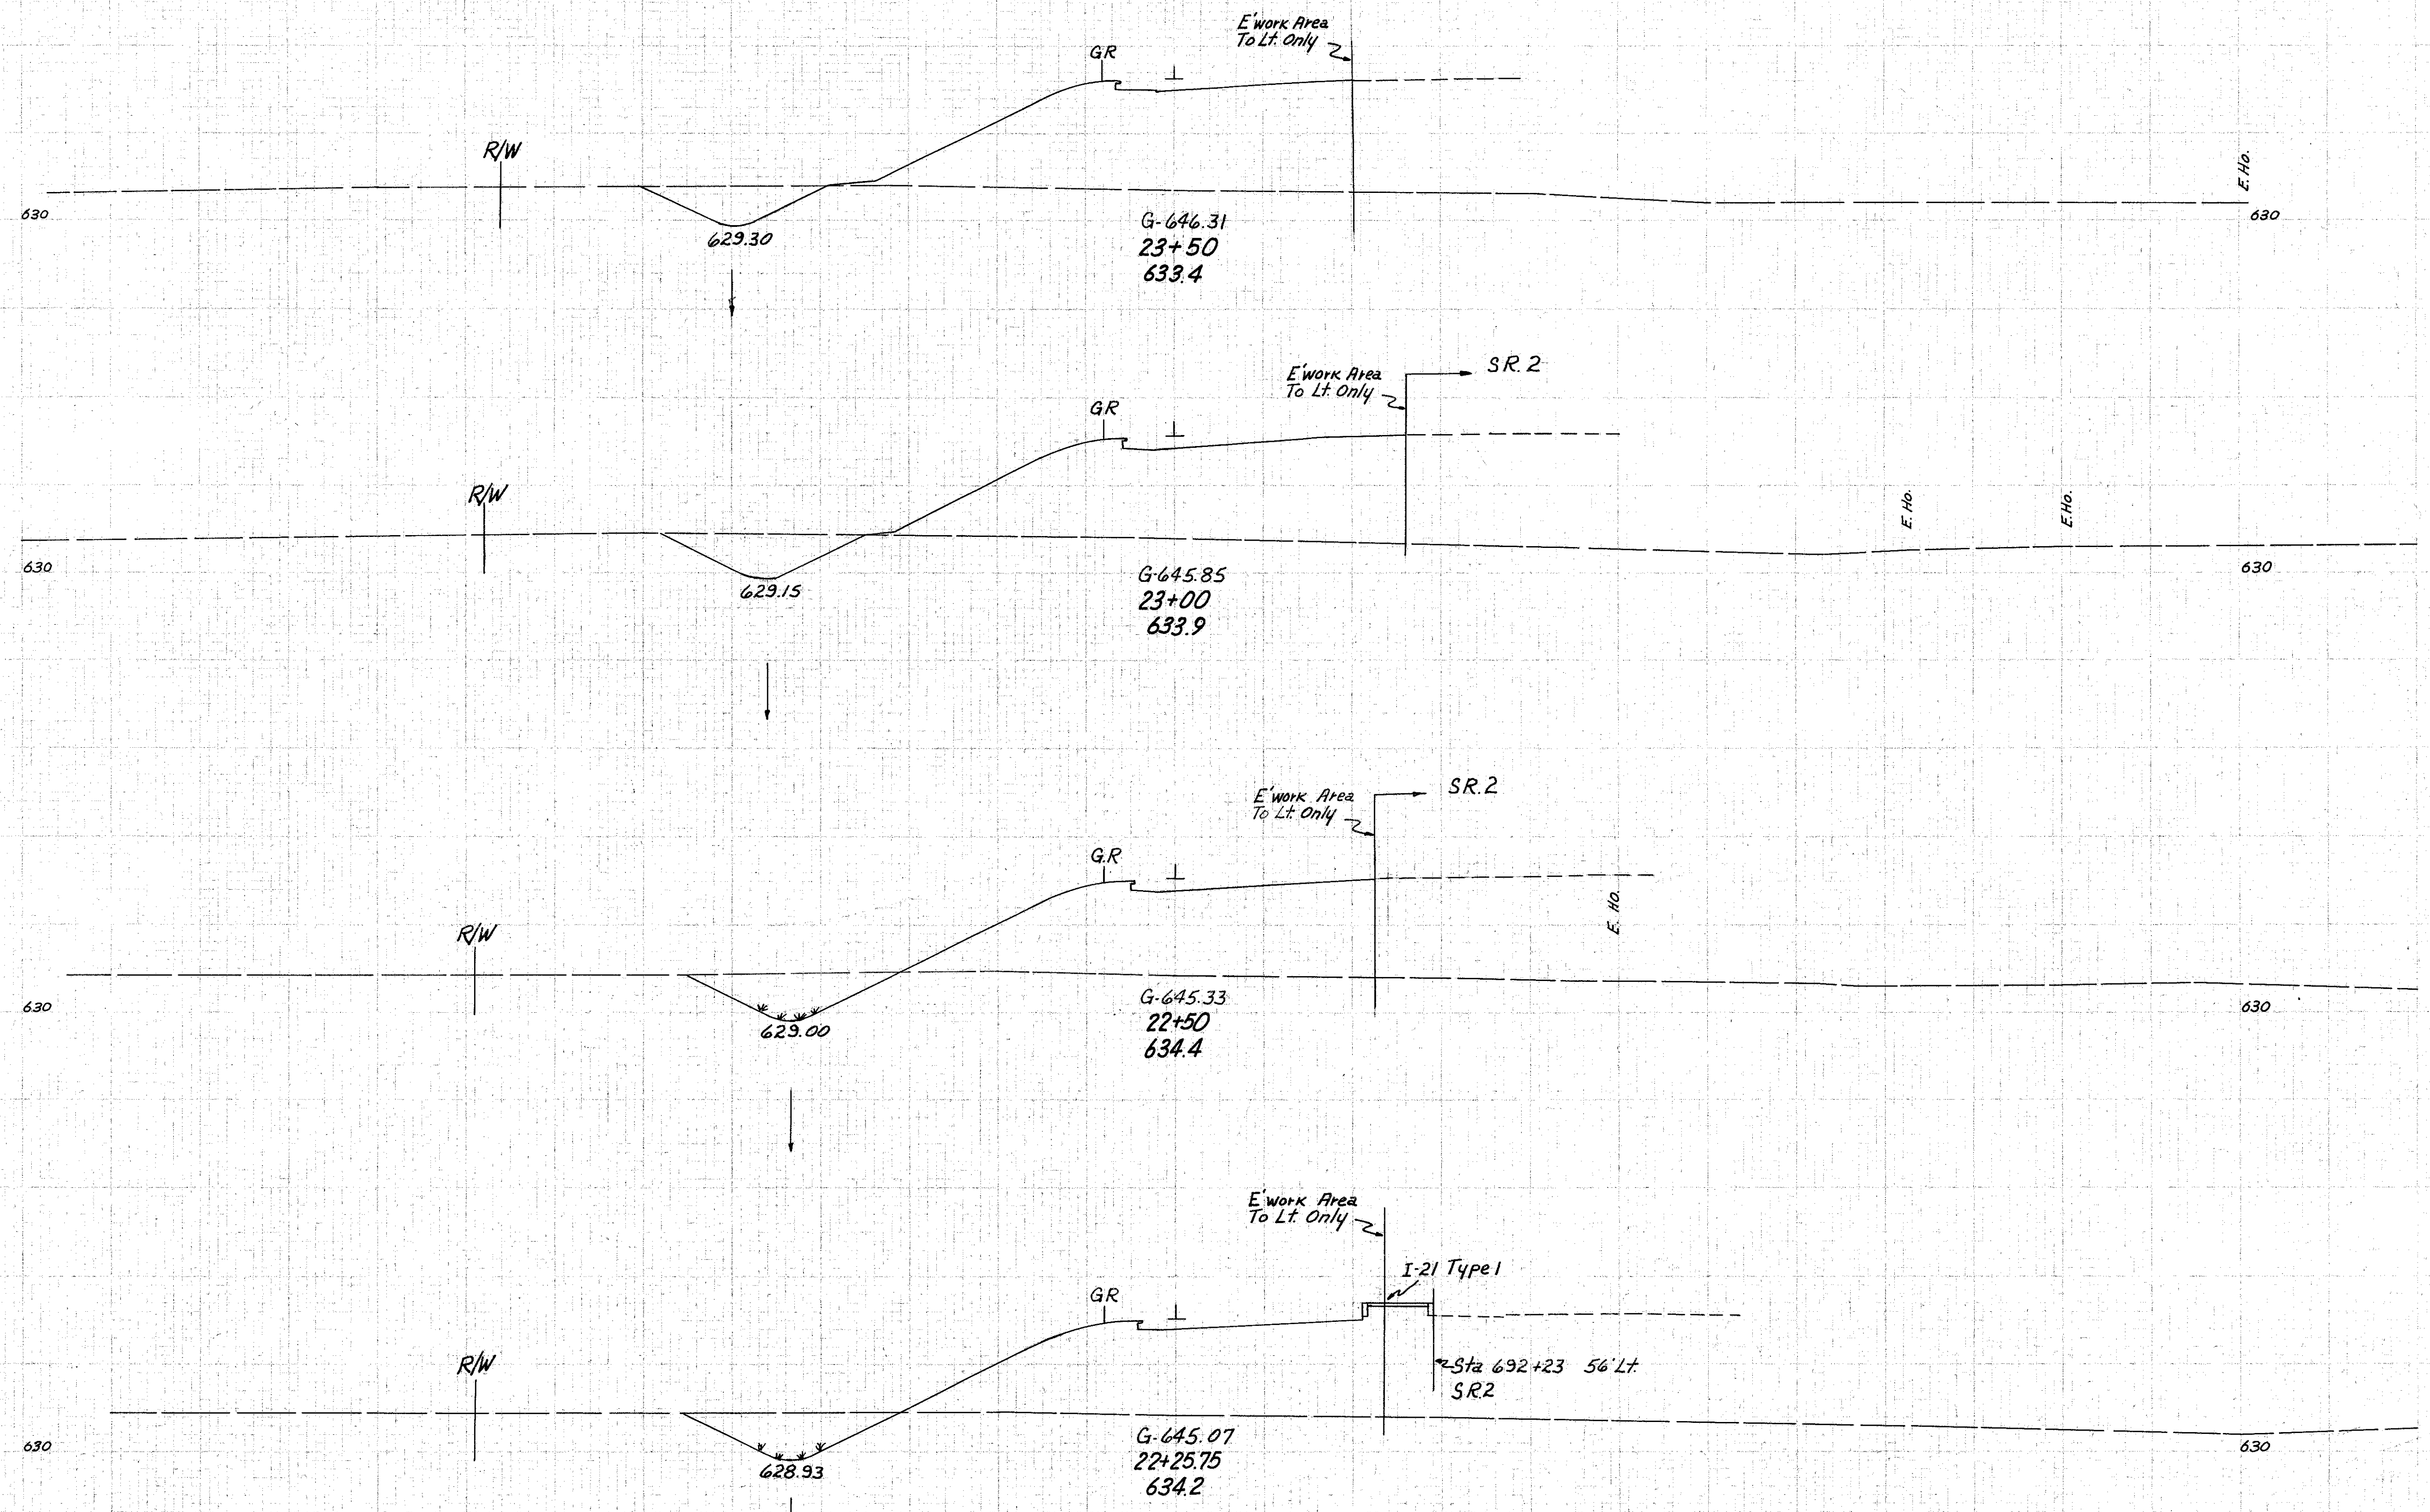 E'work Area
To Lt. Only
GR
R/W
E. Ho.
630
630
629.30
G-646.31
23+50
633.4
E'work Area
To Lt. Only
S.R. 2
GR
R/W
E. Ho.
E. Ho.
630
630
629.15
G-645.85
23+00
633.9
E'work Area
To Lt. Only
S.R. 2
G.R
E. Ho.
R/W
630
630
629.00
G-645.33
22+50
634.4
E'work Area
To Lt. Only
I-21 Type 1
GR
R/W
Sta 692+23 56' Lt.
S.R.2
630
630
628.93
G-645.07
22+25.75
634.2